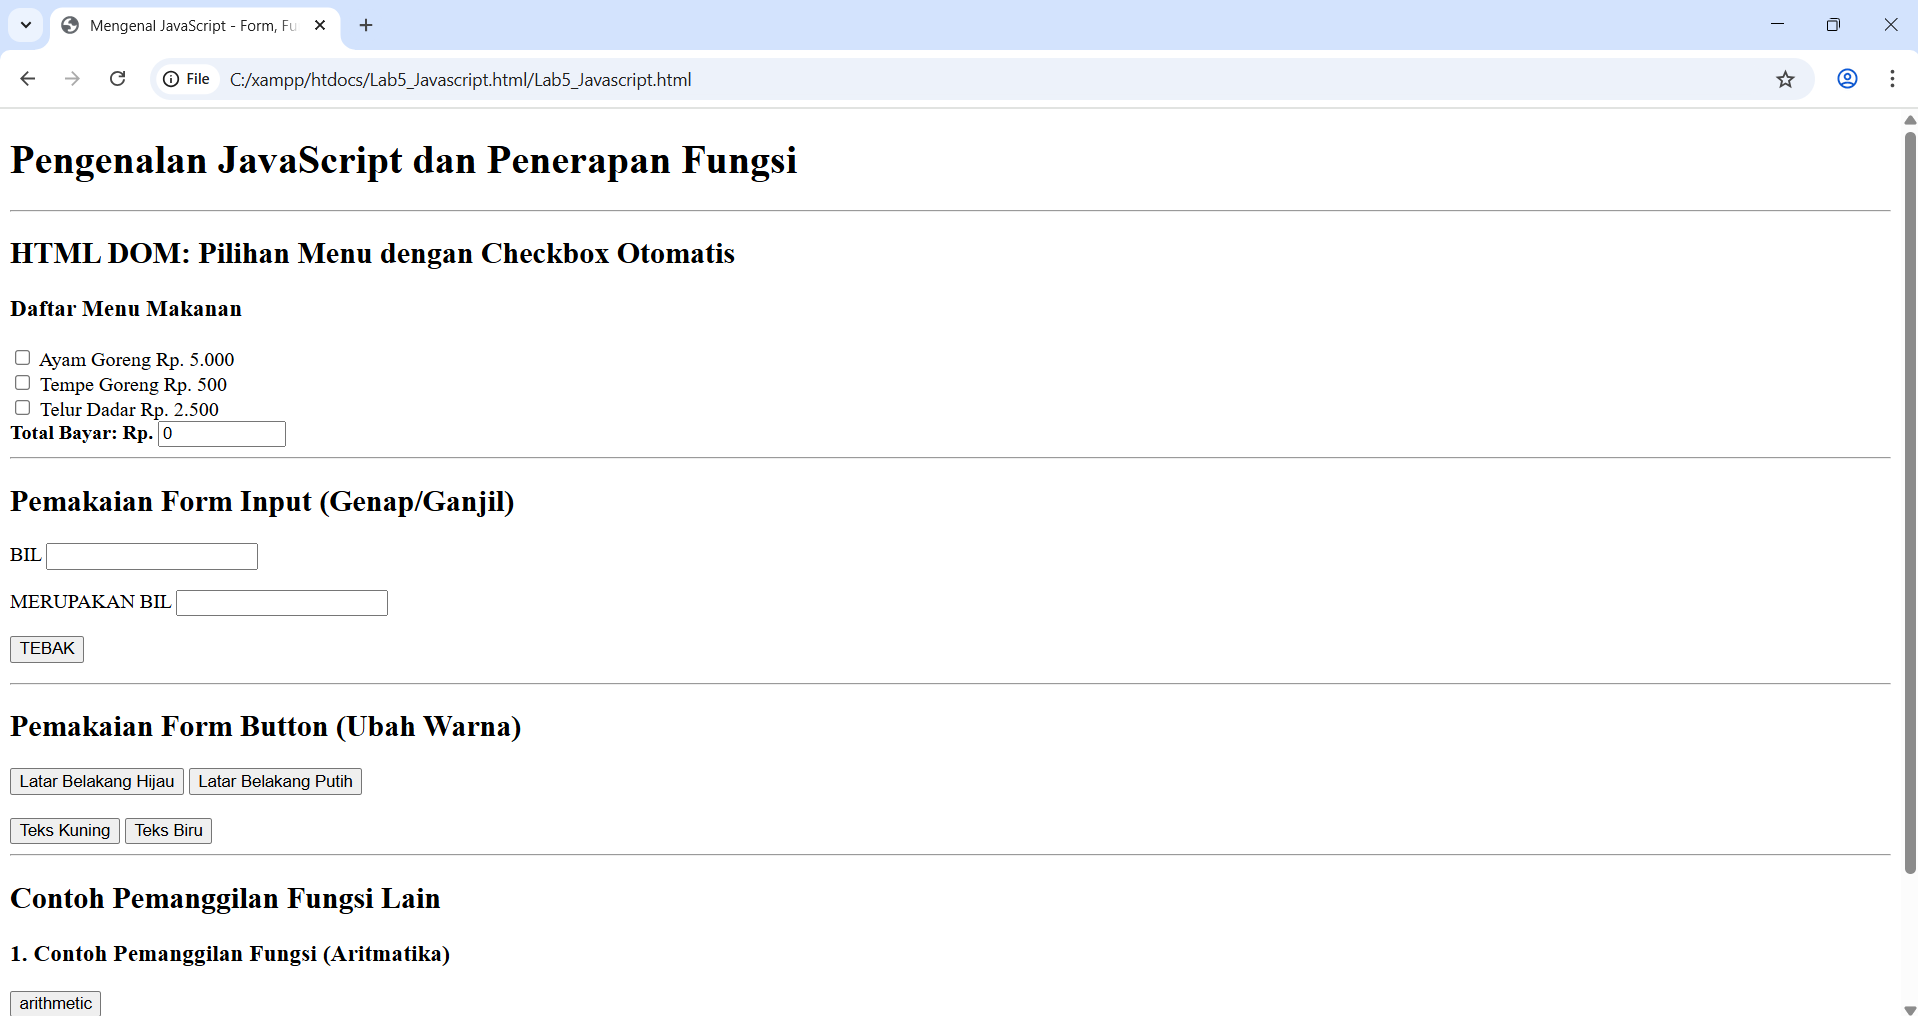 Mengenal JavaScript - Form, Fu
File C:/xampp/htdocs/Lab5_Javascript.html/Lab5_Javascript.html
Pengenalan JavaScript dan Penerapan Fungsi
HTML DOM: Pilihan Menu dengan Checkbox Otomatis
Daftar Menu Makanan
Ayam Goreng Rp. 5.000
Tempe Goreng Rp. 500
Telur Dadar Rp. 2.500
Total Bayar: Rp. 0
Pemakaian Form Input (Genap/Ganjil)
BIL
MERUPAKAN BIL
TEBAK
Pemakaian Form Button (Ubah Warna)
Latar Belakang Hijau Latar Belakang Putih
Teks Kuning Teks Biru
Contoh Pemanggilan Fungsi Lain
1. Contoh Pemanggilan Fungsi (Aritmatika)
arithmetic